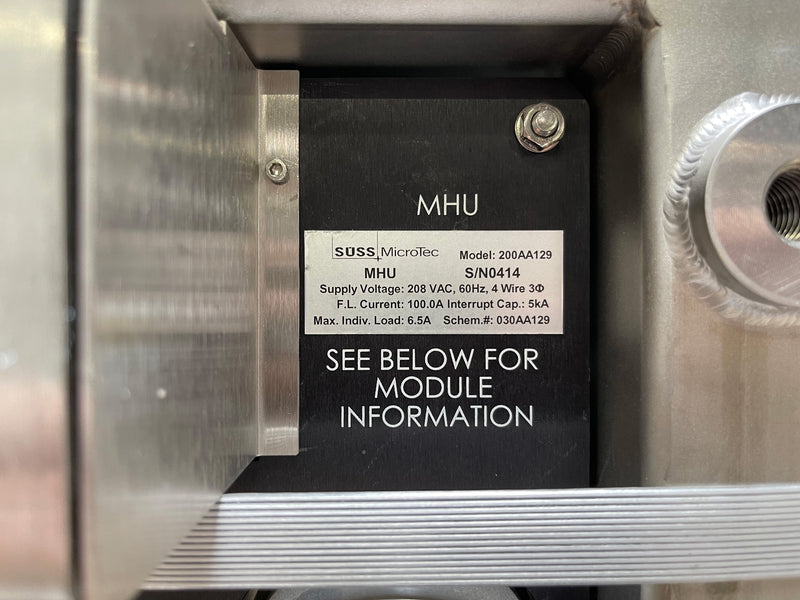 MHU
SÜSS MicroTec Model: 200AA129
MHU S/N0414
Supply Voltage: 208 VAC, 60Hz, 4 Wire 3Φ
F.L. Current: 100.0A Interrupt Cap.: 5kA
Max. Indiv. Load: 6.5A Schem.#: 030AA129
SEE BELOW FOR
MODULE
INFORMATION